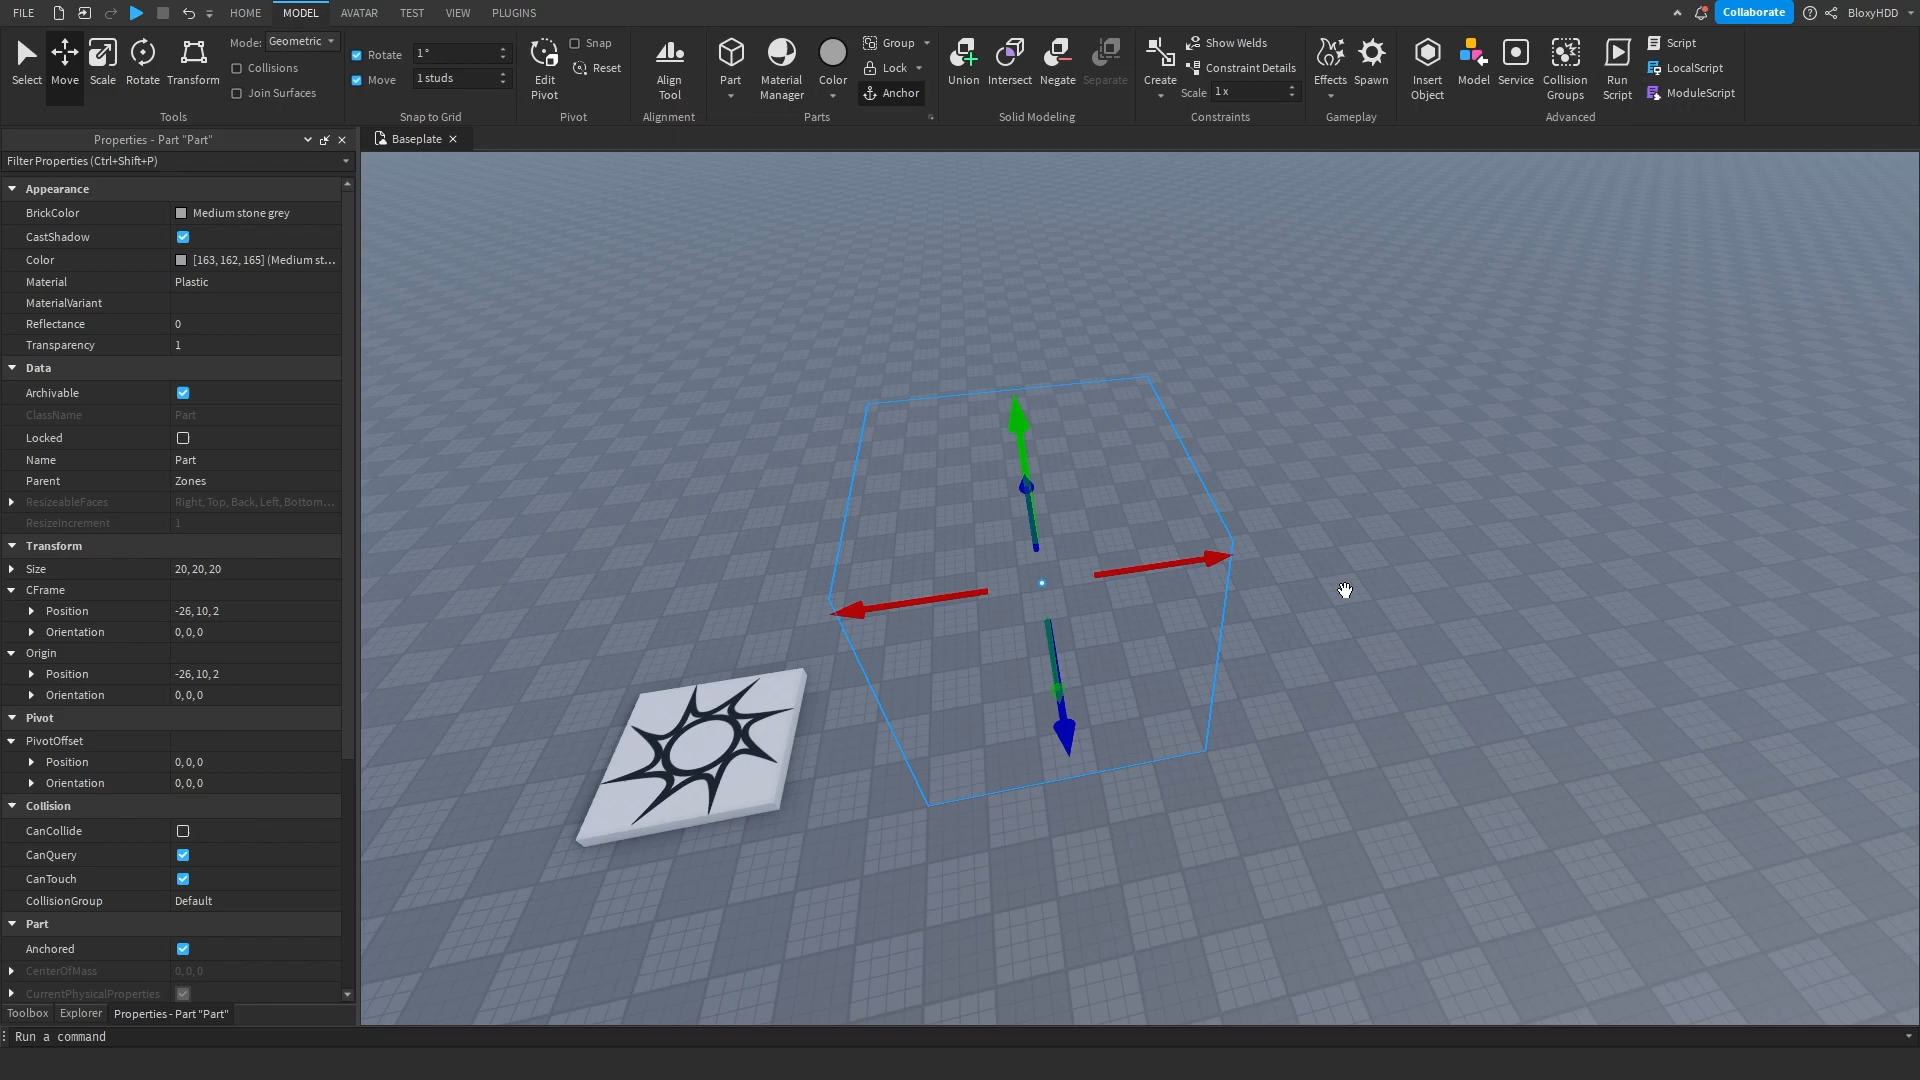 FILE HOME MODEL AVATAR TEST VIEW PLUGINS Collaborate BloxyHDD
Select Move Scale Rotate Transform
Mode: Geometric
Collisions
Join Surfaces
Tools
Rotate 1°
Move 1 studs
Snap to Grid
Edit Pivot
Snap
Reset
Pivot
Align Tool
Alignment
Part Material Manager Color
Group
Lock
Anchor
Parts
Union Intersect Negate Separate
Solid Modeling
Create
Show Welds
Constraint Details
Scale 1 x
Constraints
Effects Spawn
Gameplay
Insert Object Model Service Collision Groups Run Script
Script
LocalScript
ModuleScript
Advanced
Properties - Part "Part"
Baseplate
Filter Properties (Ctrl+Shift+P)
Appearance
BrickColor Medium stone grey
CastShadow
Color [163, 162, 165] (Medium st...
Material Plastic
MaterialVariant
Reflectance 0
Transparency 1
Data
Archivable
ClassName Part
Locked
Name Part
Parent Zones
ResizeableFaces Right, Top, Back, Left, Bottom...
ResizeIncrement 1
Transform
Size 20, 20, 20
CFrame
Position -26, 10, 2
Orientation 0, 0, 0
Origin
Position -26, 10, 2
Orientation 0, 0, 0
Pivot
PivotOffset
Position 0, 0, 0
Orientation 0, 0, 0
Collision
CanCollide
CanQuery
CanTouch
CollisionGroup Default
Part
Anchored
CenterOfMass 0, 0, 0
CurrentPhysicalProperties
Toolbox Explorer Properties - Part "Part"
Run a command